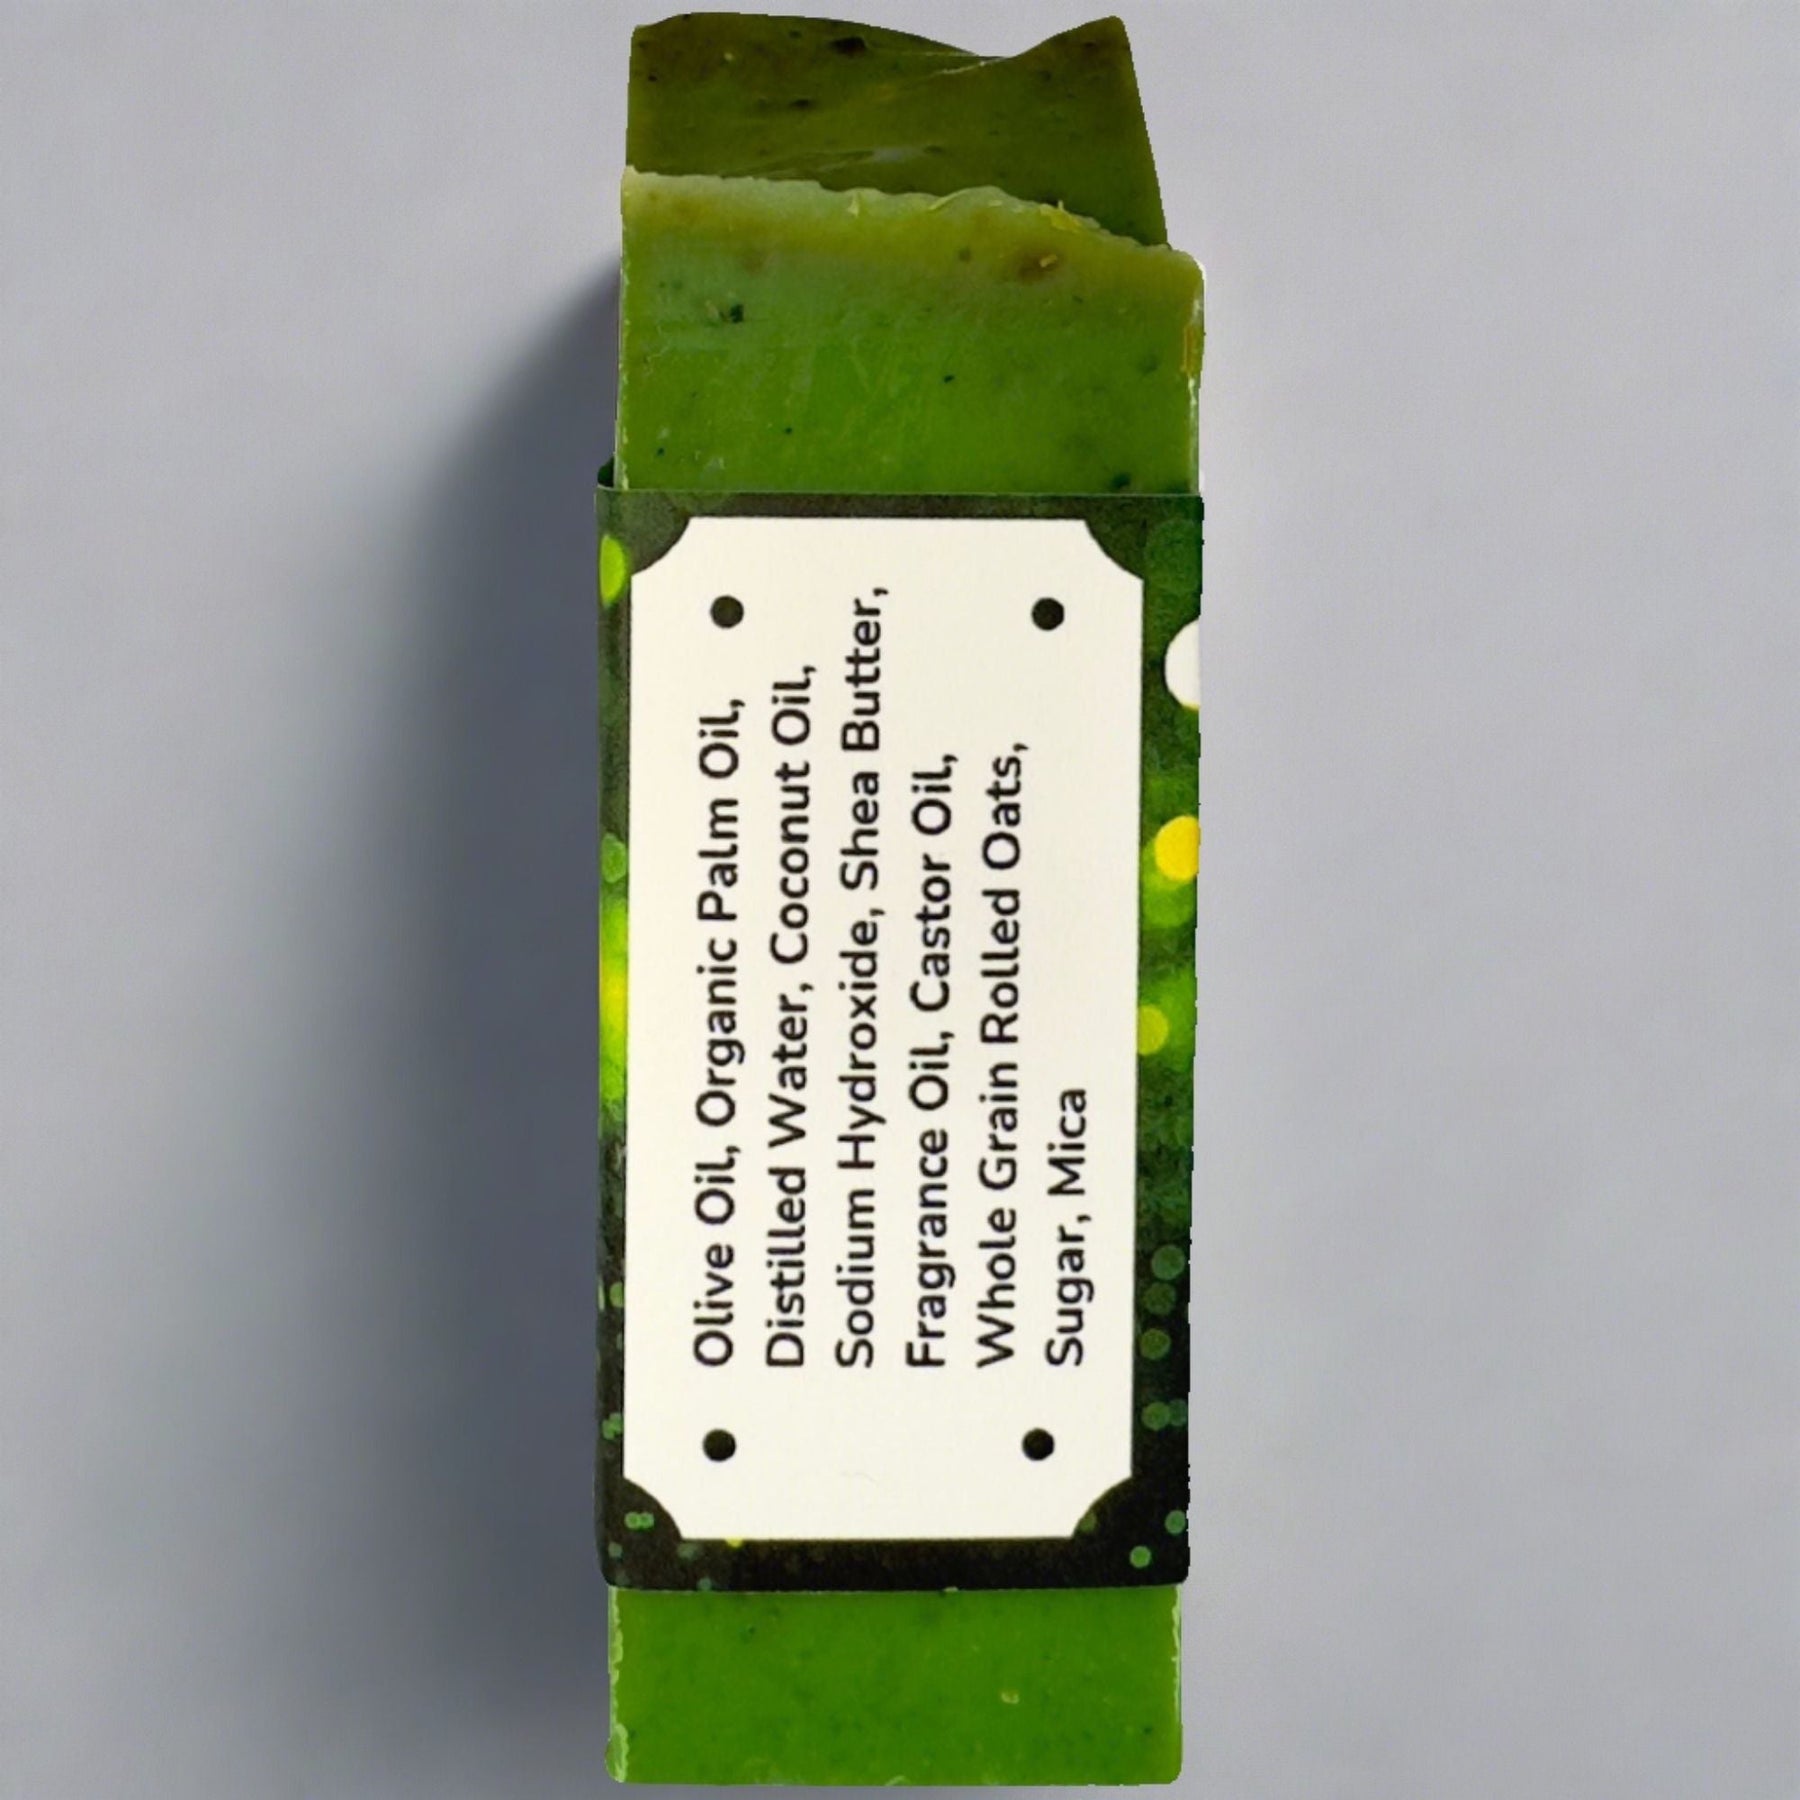 Olive Oil, Organic Palm Oil,
Distilled Water, Coconut Oil,
Sodium Hydroxide, Shea Butter,
Fragrance Oil, Castor Oil,
Whole Grain Rolled Oats,
Sugar, Mica